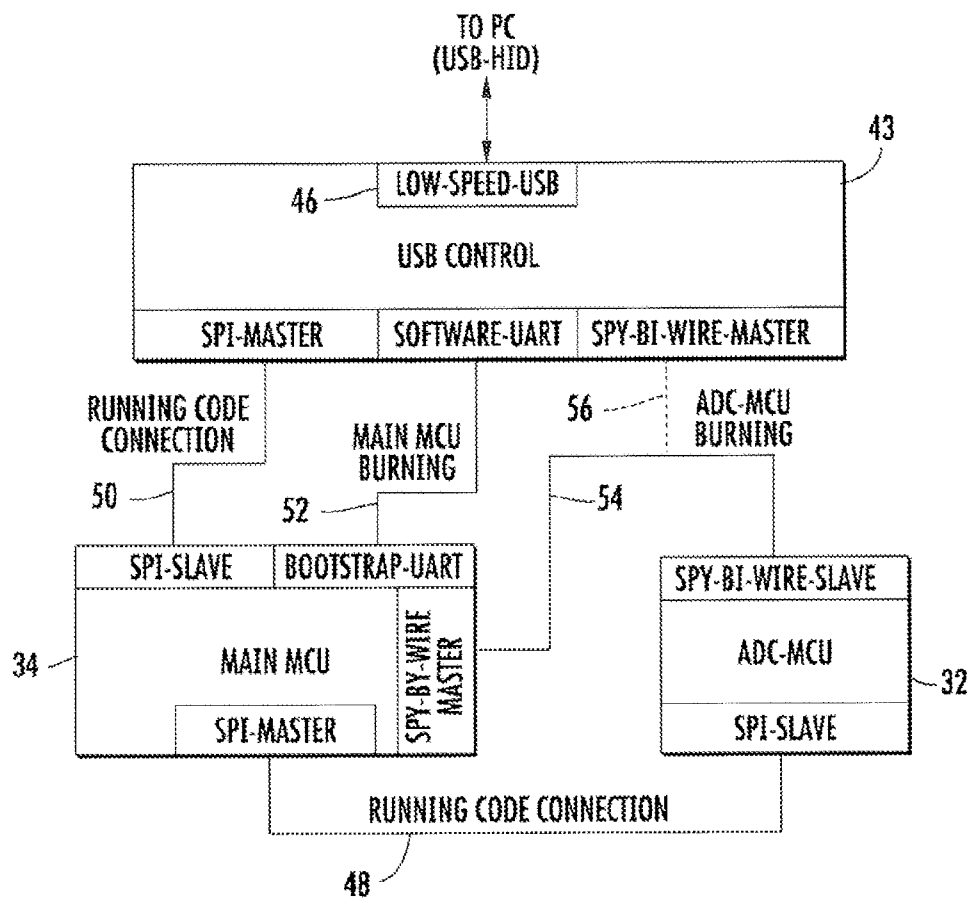 TO PC
(USB-HID)
43
46
LOW-SPEED-USB
USB CONTROL
SPI-MASTER
SOFTWARE-UART
SPY-BI-WIRE-MASTER
RUNNING CODE
CONNECTION
MAIN MCU
BURNING
56
ADC-MCU
BURNING
50
52
54
SPI-SLAVE
BOOTSTRAP-UART
SPY-BI-WIRE-SLAVE
34
MAIN MCU
SPY-BY-WIRE
MASTER
ADC-MCU
32
SPI-MASTER
SPI-SLAVE
RUNNING CODE CONNECTION
48